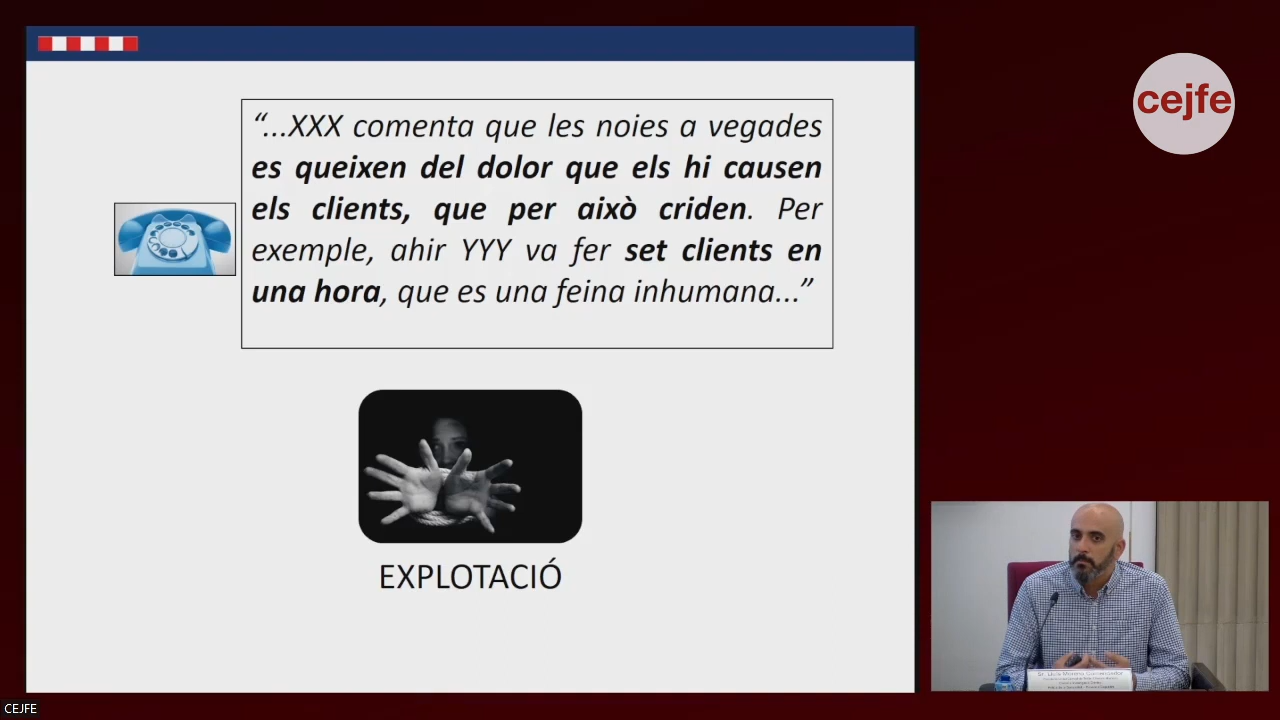 cejfe
“...XXX comenta que les noies a vegades
es queixen del dolor que els hi causen
els clients, que per això criden. Per
exemple, ahir YYY va fer set clients en
una hora, que es una feina inhumana...”
EXPLOTACIÓ
CEJFE